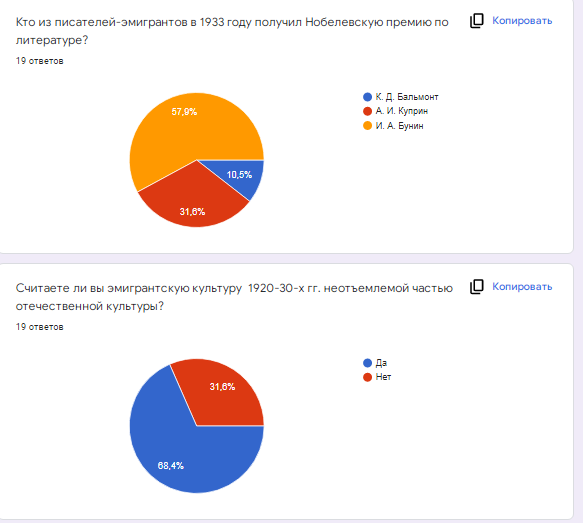 Кто из писателей-эмигрантов в 1933 году получил Нобелевскую премию по
литературе?
Копировать
19 ответов
К. Д. Бальмонт
А. И. Куприн
И. А. Бунин
57,9%
10,5%
31,6%
Считаете ли вы эмигрантскую культуру 1920-30-х гг. неотъемлемой частью
отечественной культуры?
Копировать
19 ответов
Да
Нет
31,6%
68,4%